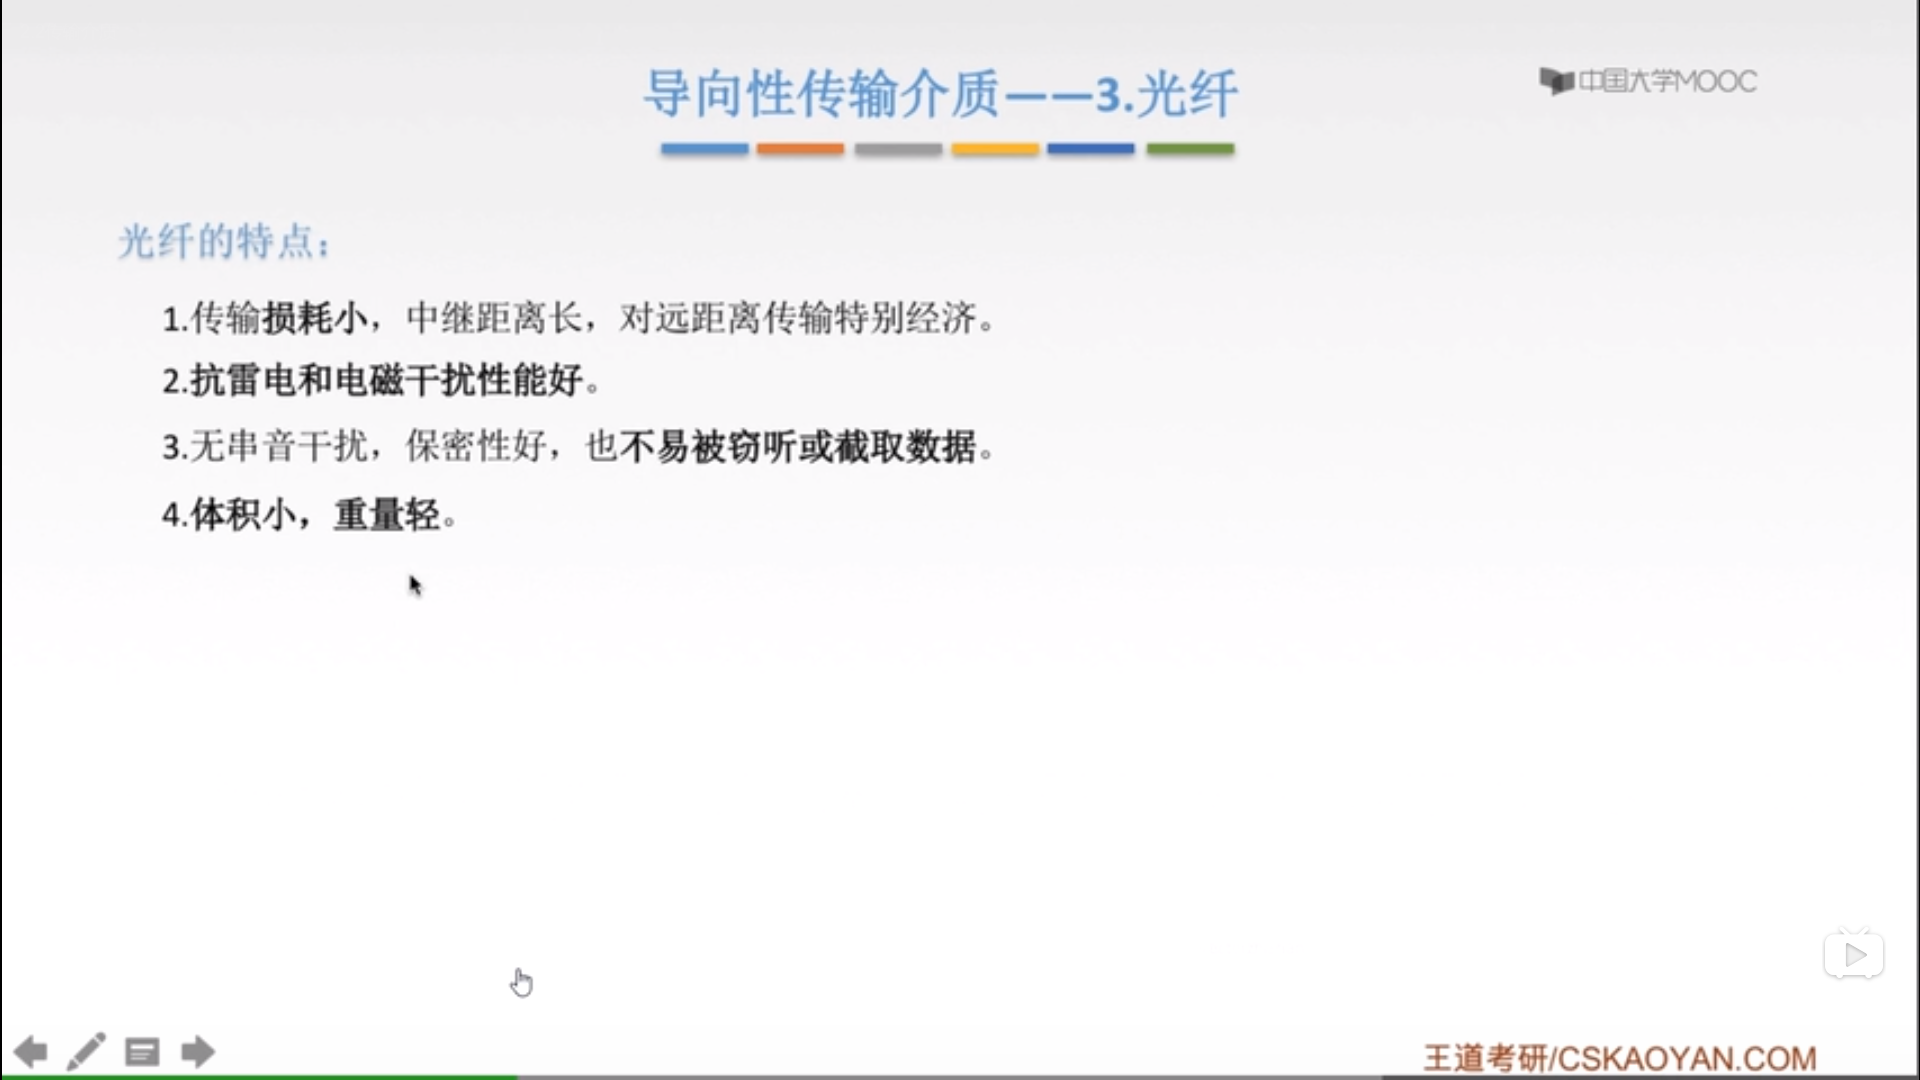 导向性传输介质——3.光纤
中国大学MOOC
光纤的特点：
1.传输损耗小，中继距离长，对远距离传输特别经济。
2.抗雷电和电磁干扰性能好。
3.无串音干扰，保密性好，也不易被窃听或截取数据。
4.体积小，重量轻。
王道考研/CSKAOYAN.COM